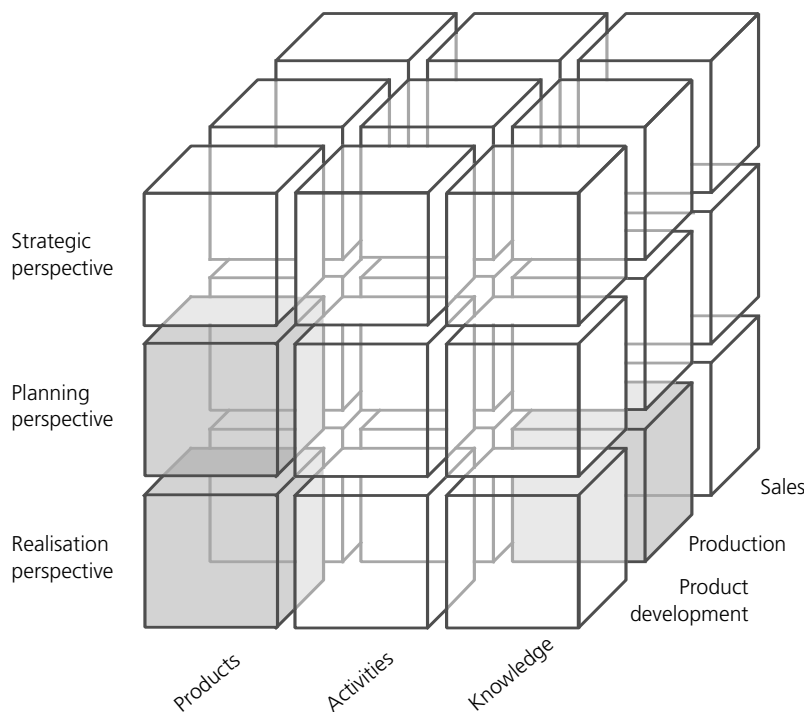 Strategic
perspective
Planning
perspective
Realisation
perspective
Sales
Production
Product
development
Products
Activities
Knowledge